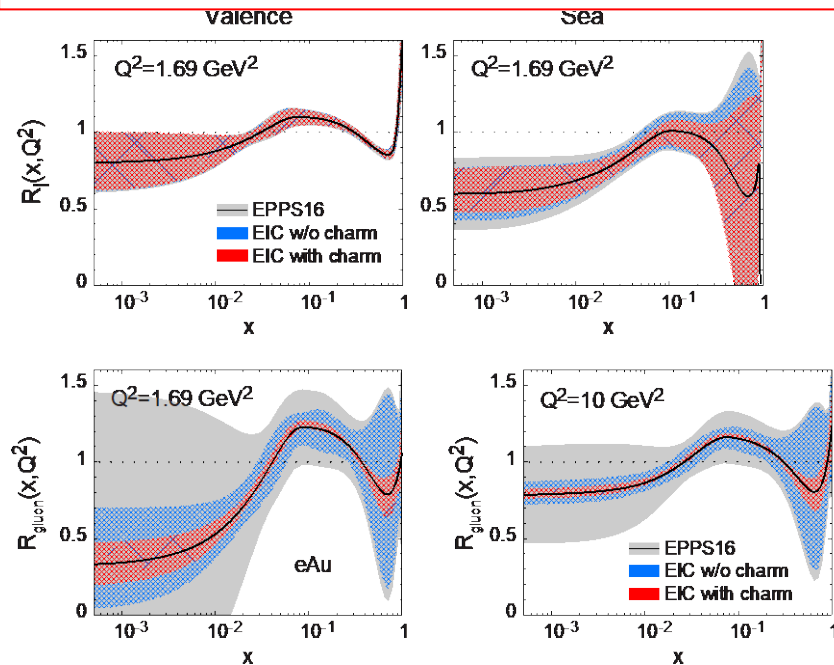 Valence Sea
1.5
1
0.5
0
R_i(x,Q²)
Q²=1.69 GeV²
EPPS16
EIC w/o charm
EIC with charm
10⁻³ 10⁻² 10⁻¹ 1
x
1.5
1
0.5
0
Q²=1.69 GeV²
10⁻³ 10⁻² 10⁻¹ 1
x
1.5
1
0.5
0
R_gluon(x,Q²)
Q²=1.69 GeV²
eAu
10⁻³ 10⁻² 10⁻¹ 1
x
1.5
1
0.5
0
R_gluon(x,Q²)
Q²=10 GeV²
EPPS16
EIC w/o charm
EIC with charm
10⁻³ 10⁻² 10⁻¹ 1
x